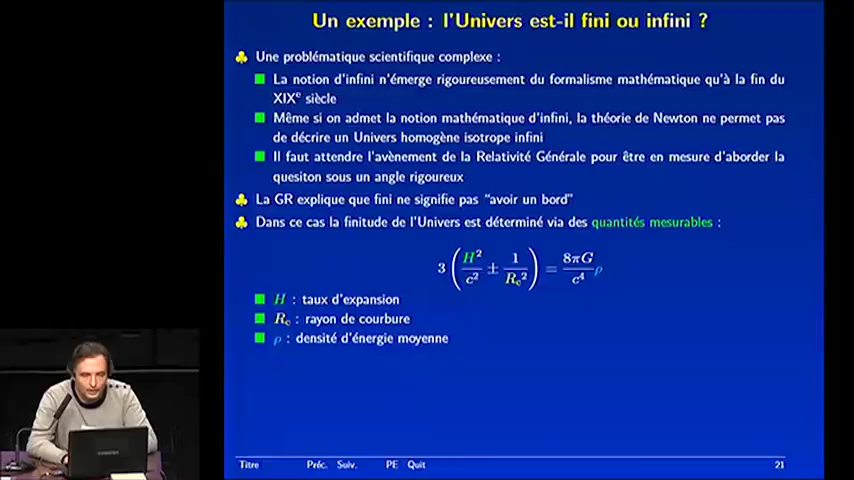 Un exemple : l'Univers est-il fini ou infini ?
Une problématique scientifique complexe :
La notion d'infini n'émerge rigoureusement du formalisme mathématique qu'à la fin du
XIXe siècle
Même si on admet la notion mathématique d'infini, la théorie de Newton ne permet pas
de décrire un Univers homogène isotrope infini
Il faut attendre l'avènement de la Relativité Générale pour être en mesure d'aborder la
quesiton sous un angle rigoureux
La GR explique que fini ne signifie pas "avoir un bord"
Dans ce cas la finitude de l'Univers est déterminé via des quantités mesurables :
3 ( H² / c² ± 1 / Rc² ) = 8πG / c⁴ ρ
H : taux d'expansion
Rc : rayon de courbure
ρ : densité d'énergie moyenne
Titre Préc. Suiv. PE Quit 21